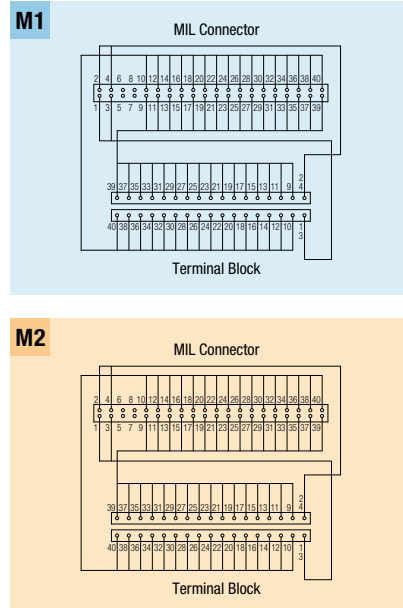 M1
MIL Connector
2 4 6 8 10 12 14 16 18 20 22 24 26 28 30 32 34 36 38 40
1 3 5 7 9 11 13 15 17 19 21 23 25 27 29 31 33 35 37 39
2
39 37 35 33 31 29 27 25 23 21 19 17 15 13 11 9 4
40 38 36 34 32 30 28 26 24 22 20 18 16 14 12 10 1
3
Terminal Block
M2
MIL Connector
2 4 6 8 10 12 14 16 18 20 22 24 26 28 30 32 34 36 38 40
1 3 5 7 9 11 13 15 17 19 21 23 25 27 29 31 33 35 37 39
2
39 37 35 33 31 29 27 25 23 21 19 17 15 13 11 9 4
40 38 36 34 32 30 28 26 24 22 20 18 16 14 12 10 1
3
Terminal Block